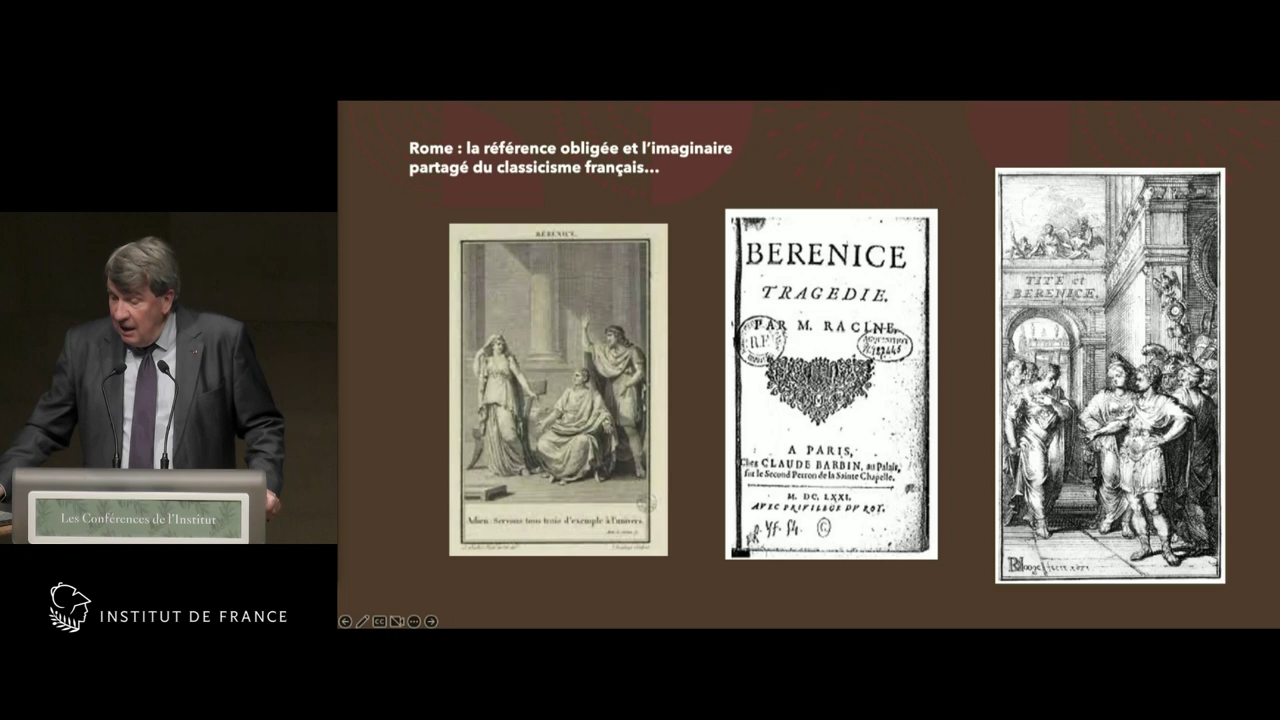 Rome : la référence obligée et l’imaginaire
partagé du classicisme français...
BÉRÉNICE.
Adieu. Servons tous trois d'exemple à l'univers.
BERENICE
TRAGEDIE.
PAR M. RACINE.
A PARIS,
Chez CLAUDE BARBIN, au Palais,
sur le Second Perron de la Sainte Chapelle.
M. DC. LXXI.
AVEC PRIVILEGE DV ROY.
TITE et
BERENICE.
Les Conférences de l'Institut
INSTITUT DE FRANCE